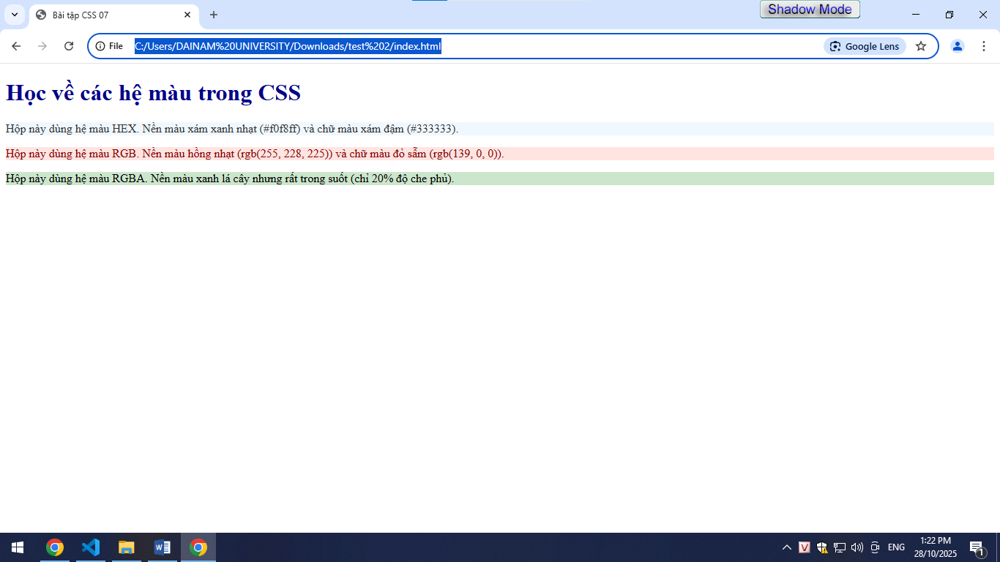 Bài tập CSS 07
Shadow Mode
File
C:/Users/DAINAM%20UNIVERSITY/Downloads/test%202/index.html
Google Lens
Học về các hệ màu trong CSS
Hộp này dùng hệ màu HEX. Nền màu xám xanh nhạt (#f0f8ff) và chữ màu xám đậm (#333333).
Hộp này dùng hệ màu RGB. Nền màu hồng nhạt (rgb(255, 228, 225)) và chữ màu đỏ sẫm (rgb(139, 0, 0)).
Hộp này dùng hệ màu RGBA. Nền màu xanh lá cây nhưng rất trong suốt (chỉ 20% độ che phủ).
ENG
1:22 PM
28/10/2025
1